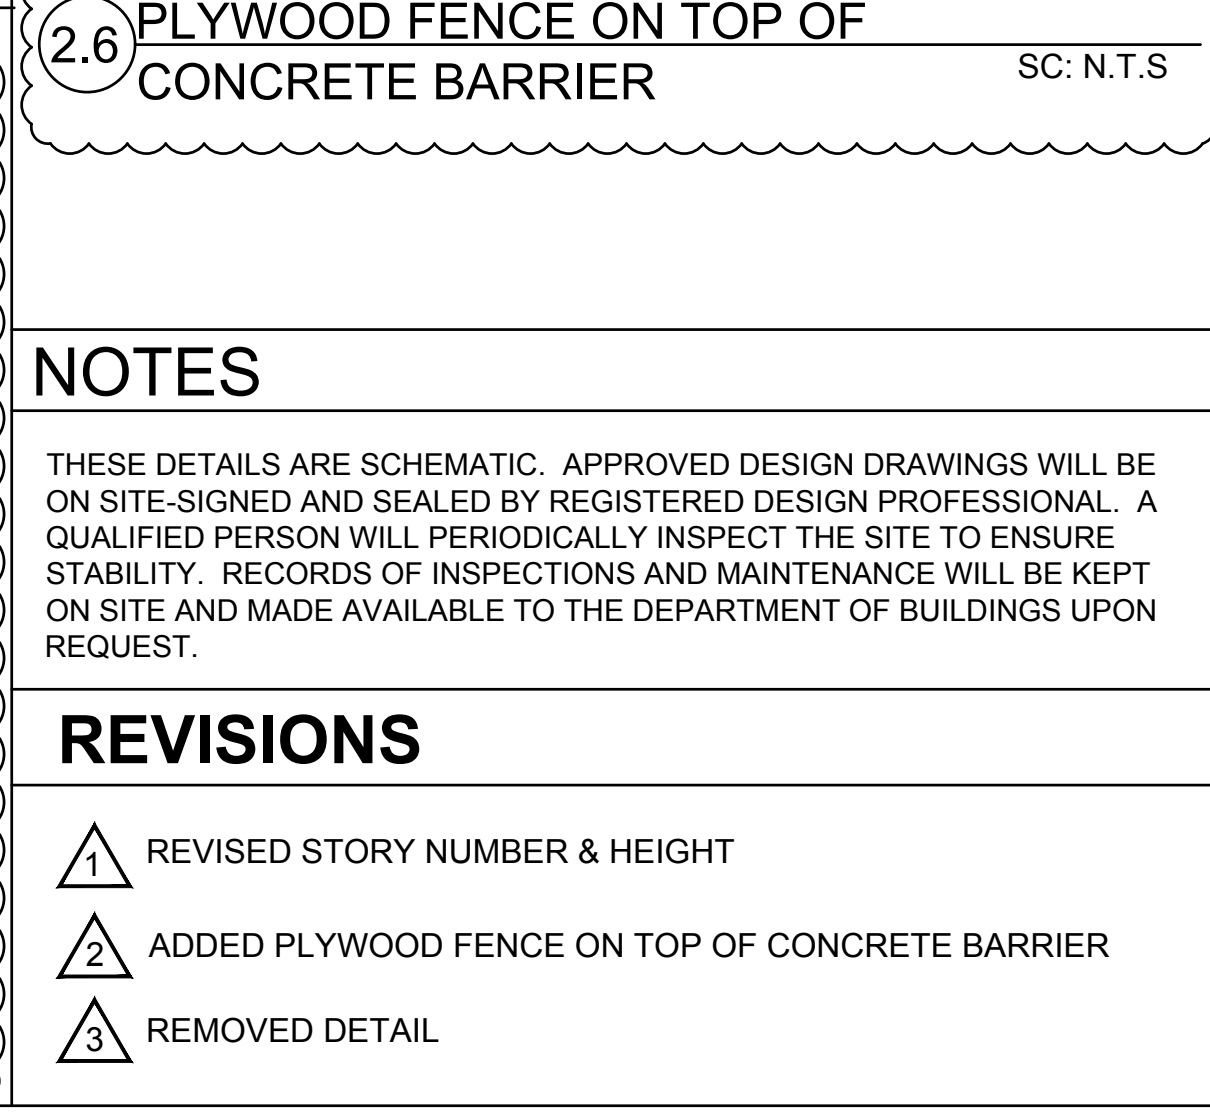 2.6 PLYWOOD FENCE ON TOP OF
CONCRETE BARRIER SC: N.T.S
NOTES
THESE DETAILS ARE SCHEMATIC. APPROVED DESIGN DRAWINGS WILL BE
ON SITE-SIGNED AND SEALED BY REGISTERED DESIGN PROFESSIONAL. A
QUALIFIED PERSON WILL PERIODICALLY INSPECT THE SITE TO ENSURE
STABILITY. RECORDS OF INSPECTIONS AND MAINTENANCE WILL BE KEPT
ON SITE AND MADE AVAILABLE TO THE DEPARTMENT OF BUILDINGS UPON
REQUEST.
REVISIONS
1 REVISED STORY NUMBER & HEIGHT
2 ADDED PLYWOOD FENCE ON TOP OF CONCRETE BARRIER
3 REMOVED DETAIL